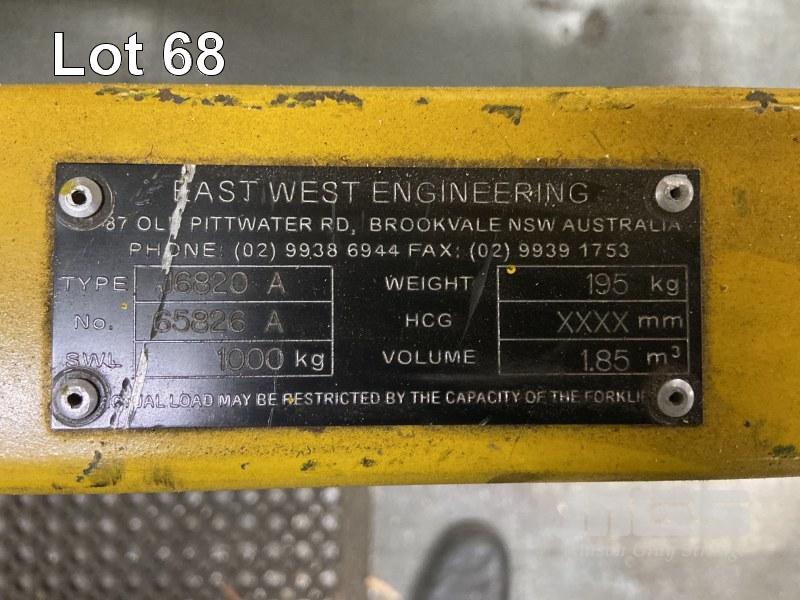 Lot 68
EAST WEST ENGINEERING
87 OLD PITTWATER RD, BROOKVALE NSW AUSTRALIA
PHONE: (02) 9938 6944 FAX: (02) 9939 1753
TYPE J6820 A WEIGHT 195 kg
No. 65826 A HCG XXXX mm
SWL 1000 kg VOLUME 1.85 m³
LOAD MAY BE RESTRICTED BY THE CAPACITY OF THE